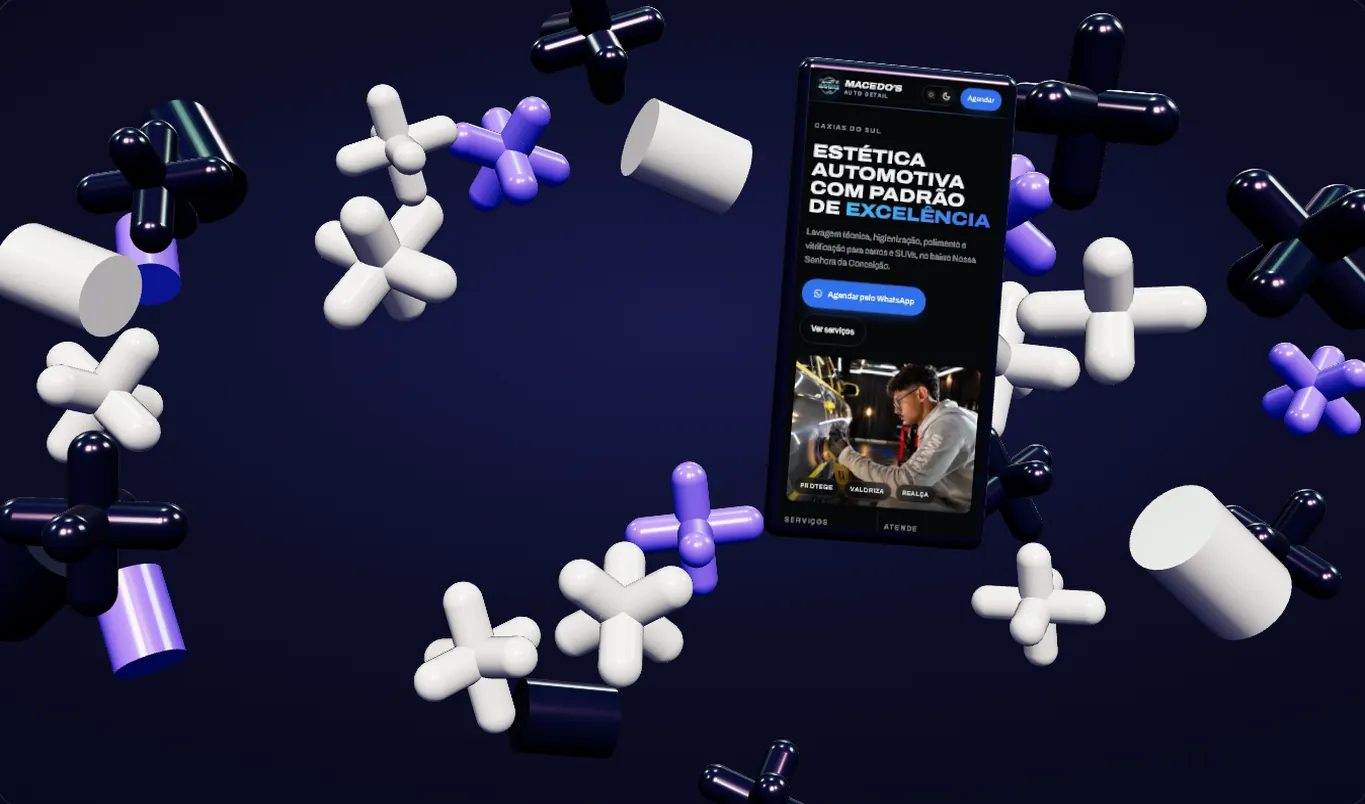 MACEDO'S
AUTO DETAIL
Agendar
CAXIAS DO SUL
ESTÉTICA
AUTOMOTIVA
COM PADRÃO
DE EXCELÊNCIA
Lavagem técnica, higienização, polimento e
vitrificação para carros e SUVs, no bairro Nossa
Senhora da Conceição.
Agendar pelo WhatsApp
Ver serviços
PROTEGE VALORIZA REALÇA
SERVIÇOS ATENDE